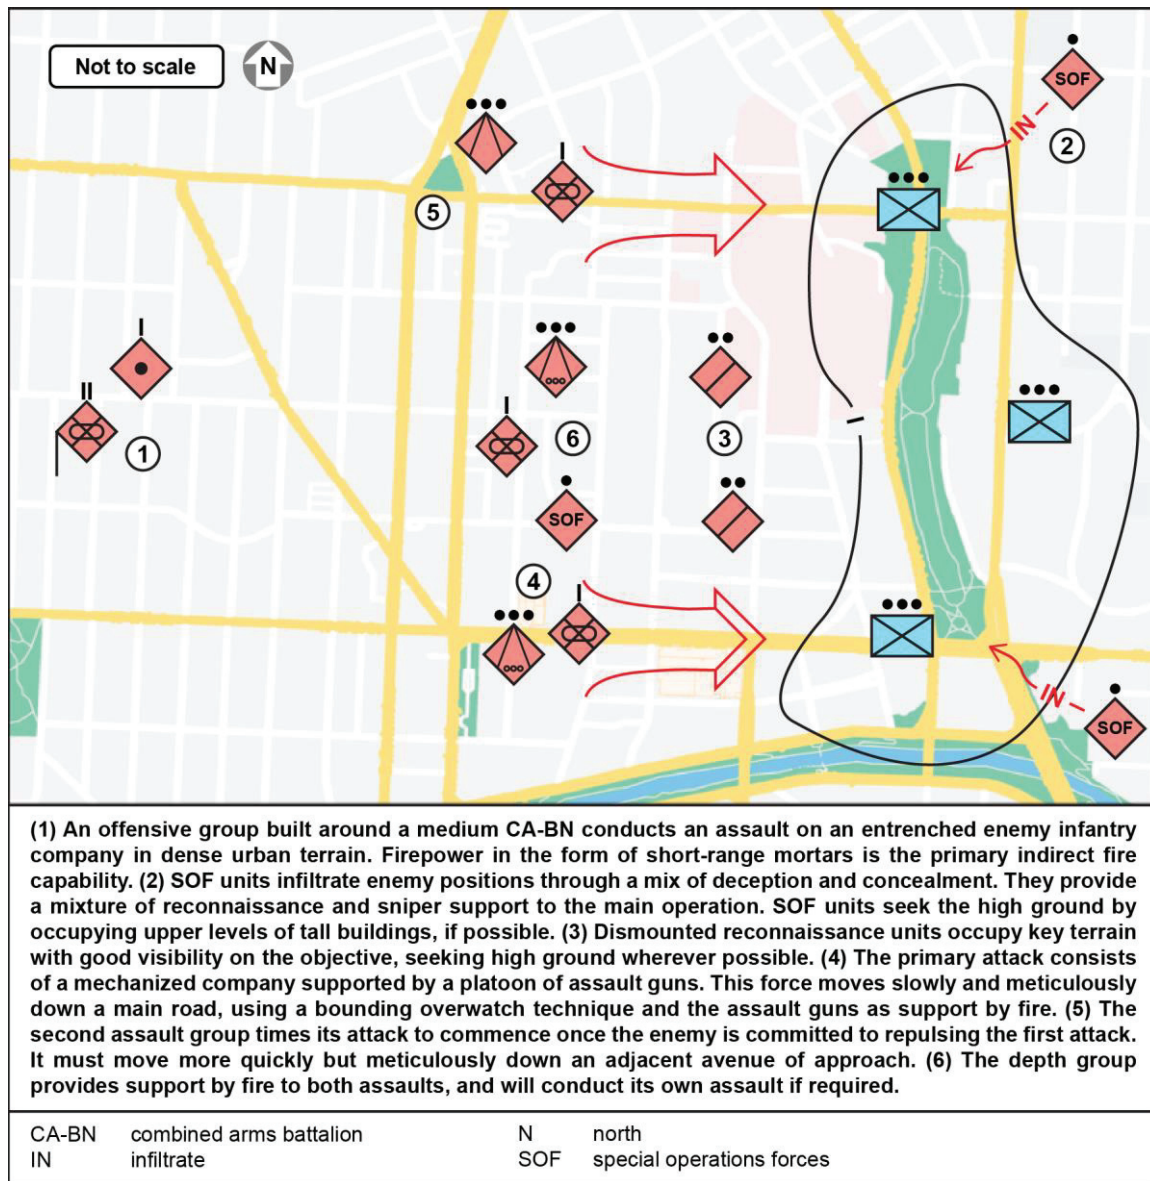 Not to scale
N
SOF
IN
2
I
5
I
II
1
I
6
3
SOF
I
4
I
IN
SOF
(1) An offensive group built around a medium CA-BN conducts an assault on an entrenched enemy infantry
company in dense urban terrain. Firepower in the form of short-range mortars is the primary indirect fire
capability. (2) SOF units infiltrate enemy positions through a mix of deception and concealment. They provide
a mixture of reconnaissance and sniper support to the main operation. SOF units seek the high ground by
occupying upper levels of tall buildings, if possible. (3) Dismounted reconnaissance units occupy key terrain
with good visibility on the objective, seeking high ground wherever possible. (4) The primary attack consists
of a mechanized company supported by a platoon of assault guns. This force moves slowly and meticulously
down a main road, using a bounding overwatch technique and the assault guns as support by fire. (5) The
second assault group times its attack to commence once the enemy is committed to repulsing the first attack.
It must move more quickly but meticulously down an adjacent avenue of approach. (6) The depth group
provides support by fire to both assaults, and will conduct its own assault if required.
CA-BN combined arms battalion
IN infiltrate
N north
SOF special operations forces